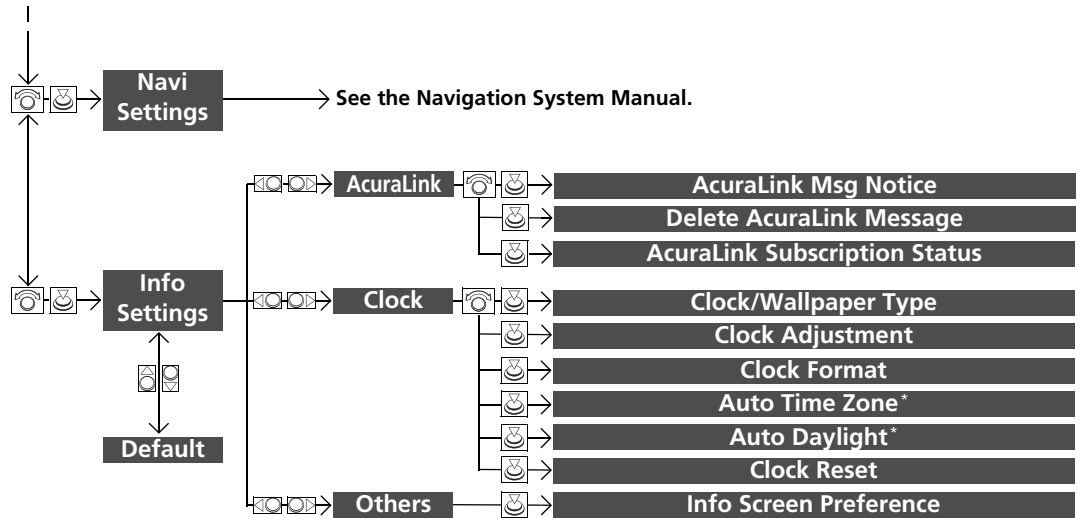 Navi
Settings
See the Navigation System Manual.
AcuraLink
AcuraLink Msg Notice
Delete AcuraLink Message
AcuraLink Subscription Status
Info
Settings
Clock
Clock/Wallpaper Type
Clock Adjustment
Clock Format
Auto Time Zone*
Auto Daylight*
Clock Reset
Default
Others
Info Screen Preference